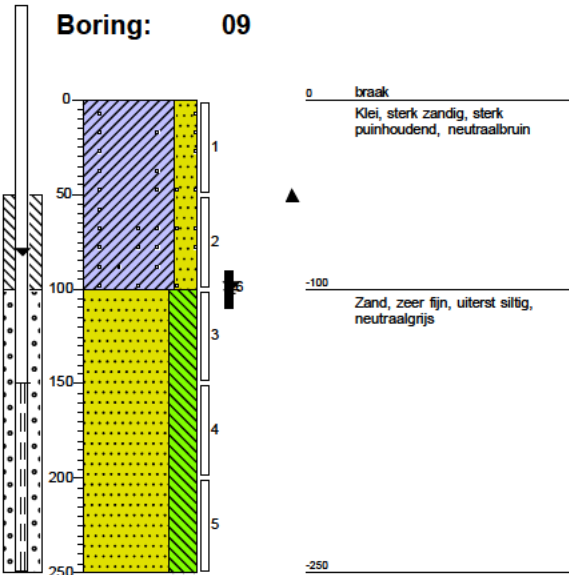 Boring: 09
0
50
100
150
200
250
1
2
3
4
5
0 braak
Klei, sterk zandig, sterk
puinhoudend, neutraalbruin
-100
Zand, zeer fijn, uiterst siltig,
neutraalgrijs
-250